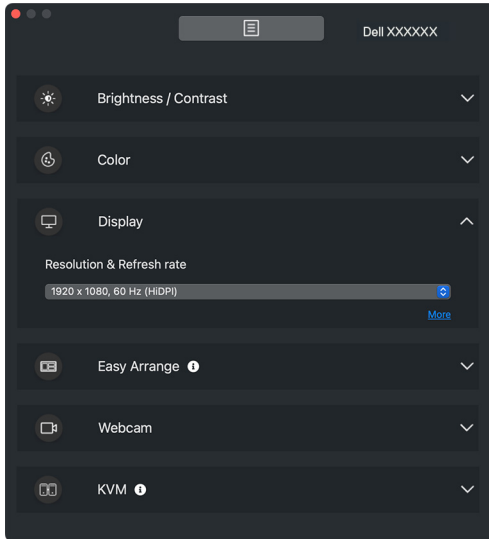 Dell XXXXXX
Brightness / Contrast
Color
Display
Resolution & Refresh rate
1920 x 1080, 60 Hz (HiDPI)
More
Easy Arrange
Webcam
KVM